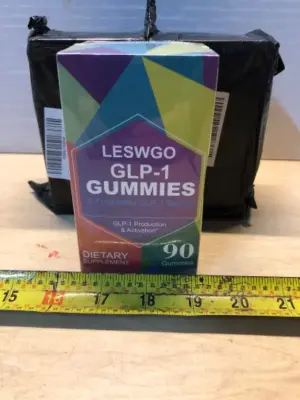 LESWGO
GLP-1
GUMMIES
GLP-1 Production
& Activation*
DIETARY
SUPPLEMENT
90
Gummies
15 16 17 18 19 20 21